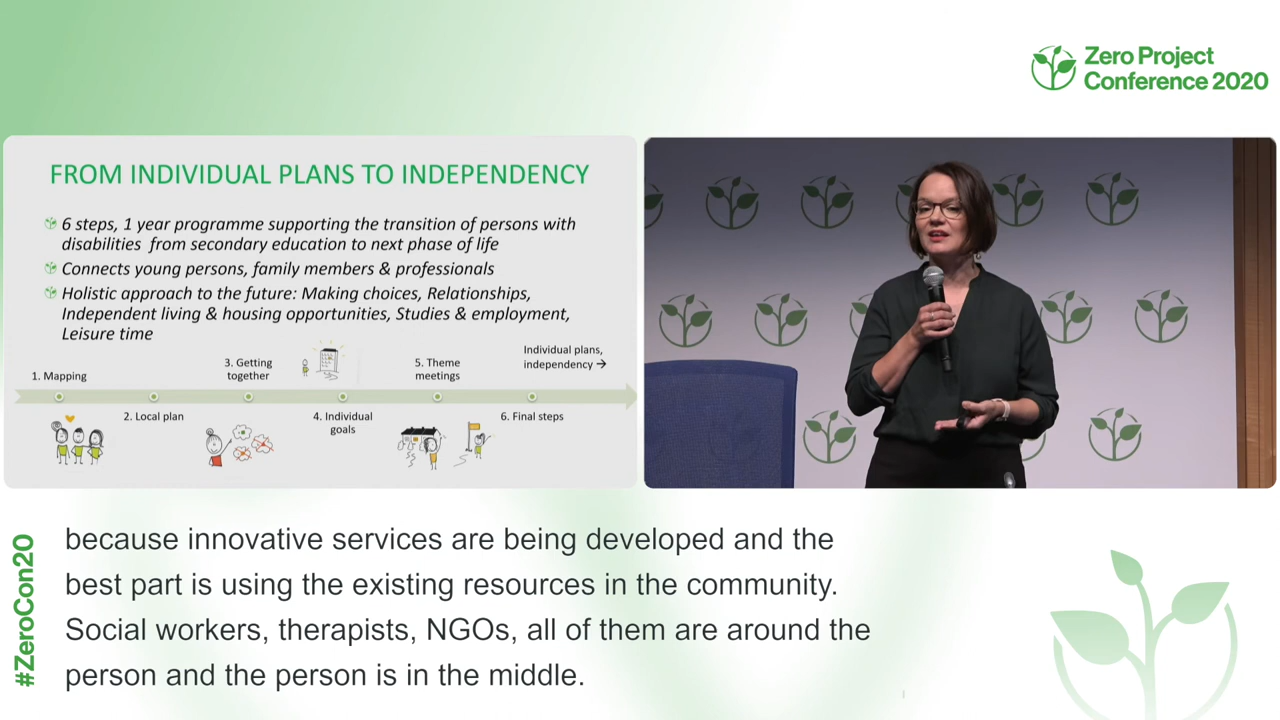 Zero Project
Conference 2020
FROM INDIVIDUAL PLANS TO INDEPENDENCY
6 steps, 1 year programme supporting the transition of persons with
disabilities from secondary education to next phase of life
Connects young persons, family members & professionals
Holistic approach to the future: Making choices, Relationships,
Independent living & housing opportunities, Studies & employment,
Leisure time
1. Mapping
2. Local plan
3. Getting
together
4. Individual
goals
5. Theme
meetings
6. Final steps
Individual plans,
independency →
#ZeroCon20
because innovative services are being developed and the
best part is using the existing resources in the community.
Social workers, therapists, NGOs, all of them are around the
person and the person is in the middle.